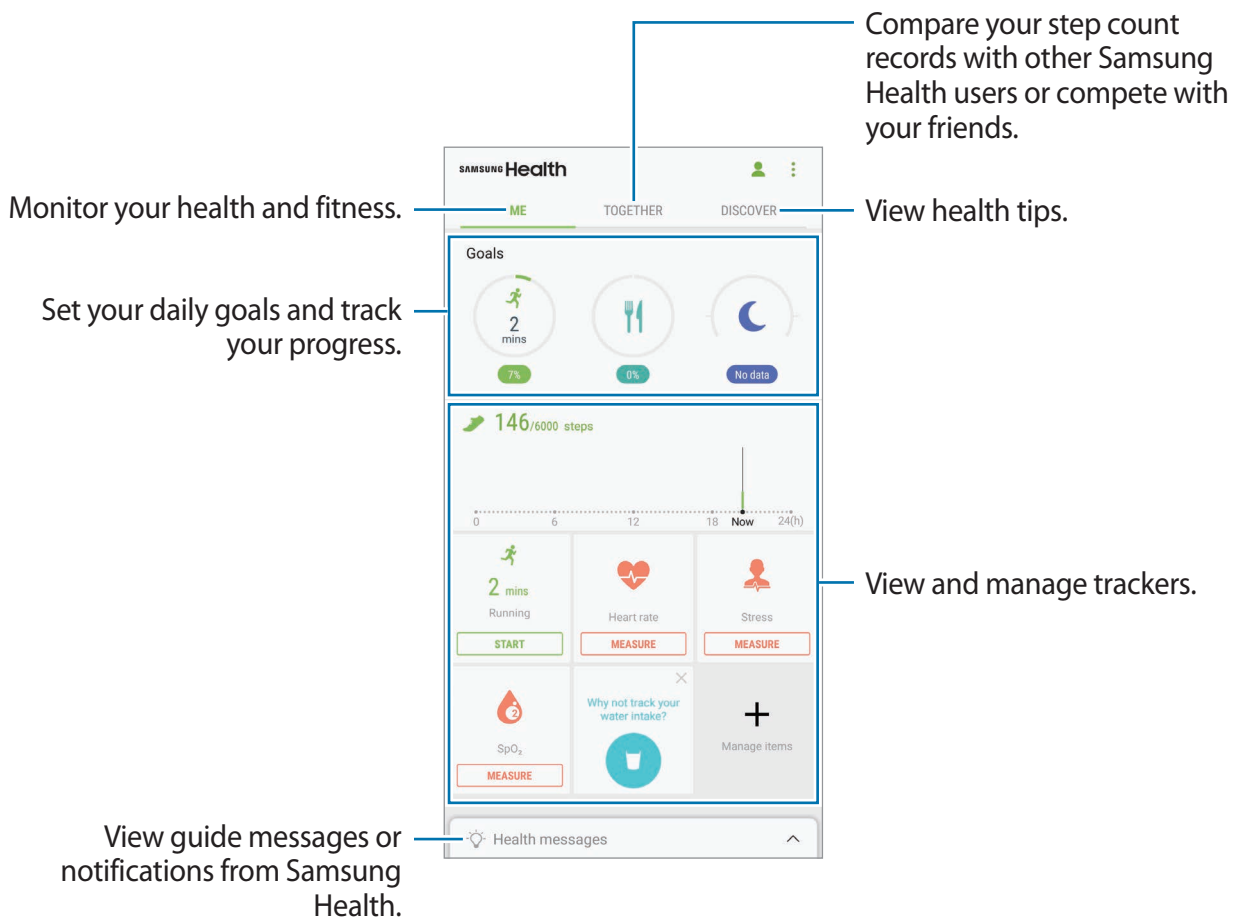 Compare your step count
records with other Samsung
Health users or compete with
your friends.
SAMSUNG Health
Monitor your health and fitness.
ME
TOGETHER
DISCOVER
View health tips.
Goals
Set your daily goals and track
your progress.
2
mins
7%
0%
No data
146/6000 steps
0 6 12 18 Now 24(h)
2 mins
Running
START
Heart rate
MEASURE
Stress
MEASURE
View and manage trackers.
2
SpO₂
MEASURE
Why not track your
water intake?
Manage items
View guide messages or
notifications from Samsung
Health.
Health messages